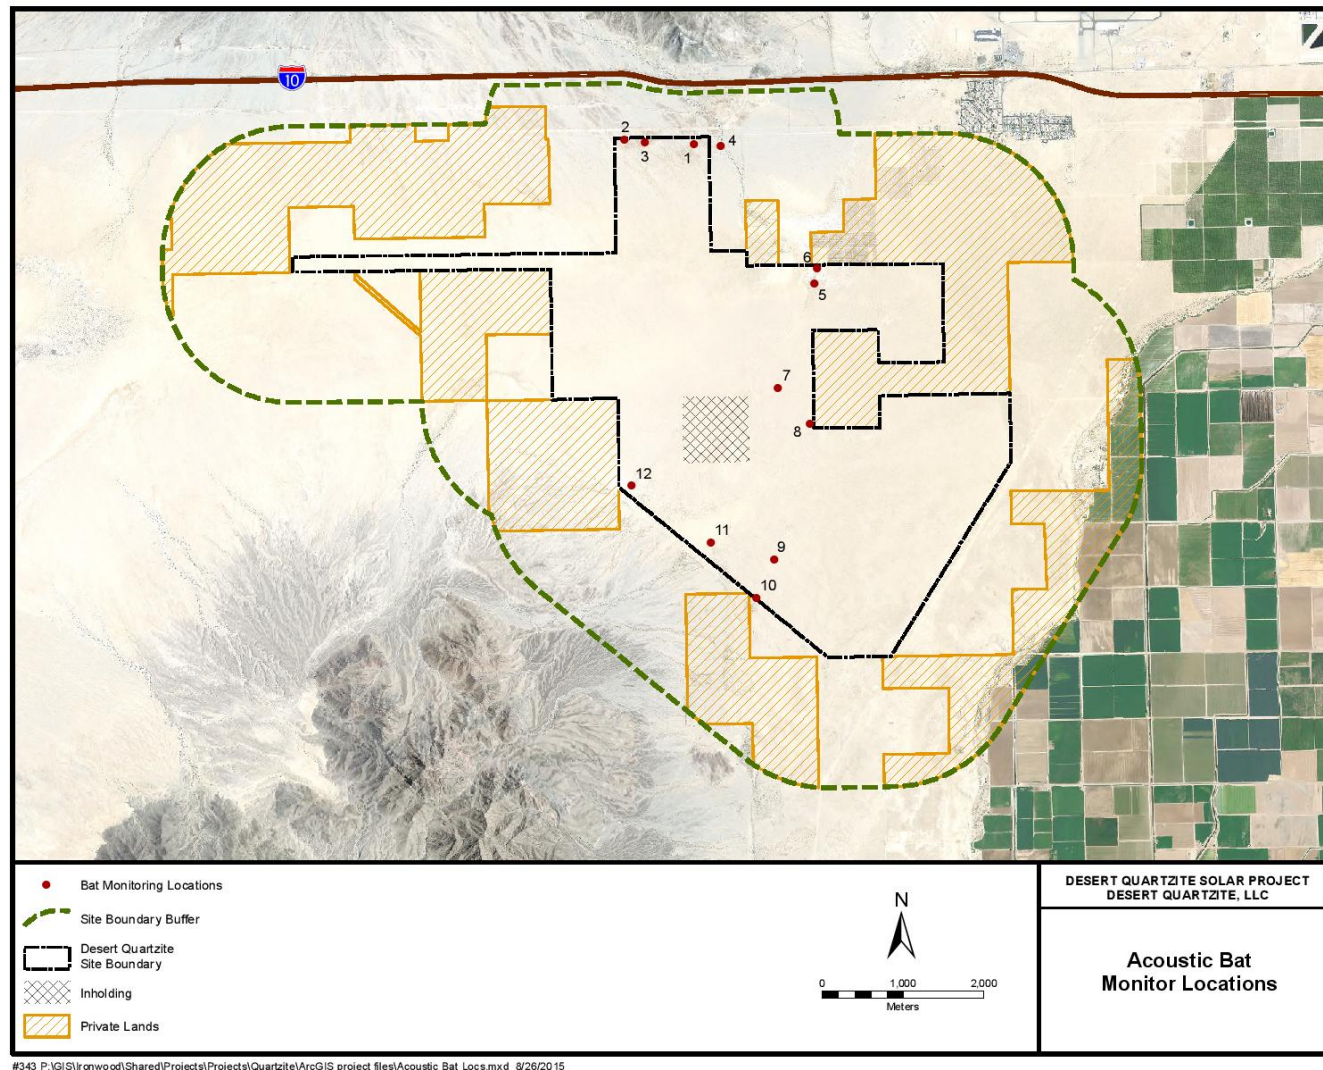 10
2
3
1
4
6
5
7
8
12
11
9
10
Bat Monitoring Locations
Site Boundary Buffer
Desert Quartzite
Site Boundary
Inholding
Private Lands
N
0 1,000 2,000
Meters
DESERT QUARTZITE SOLAR PROJECT
DESERT QUARTZITE, LLC
Acoustic Bat
Monitor Locations
#343 P:\GIS\Ironwood\Shared\Projects\Projects\Quartzite\ArcGIS project files\Acoustic Bat Locs.mxd 8/26/2015